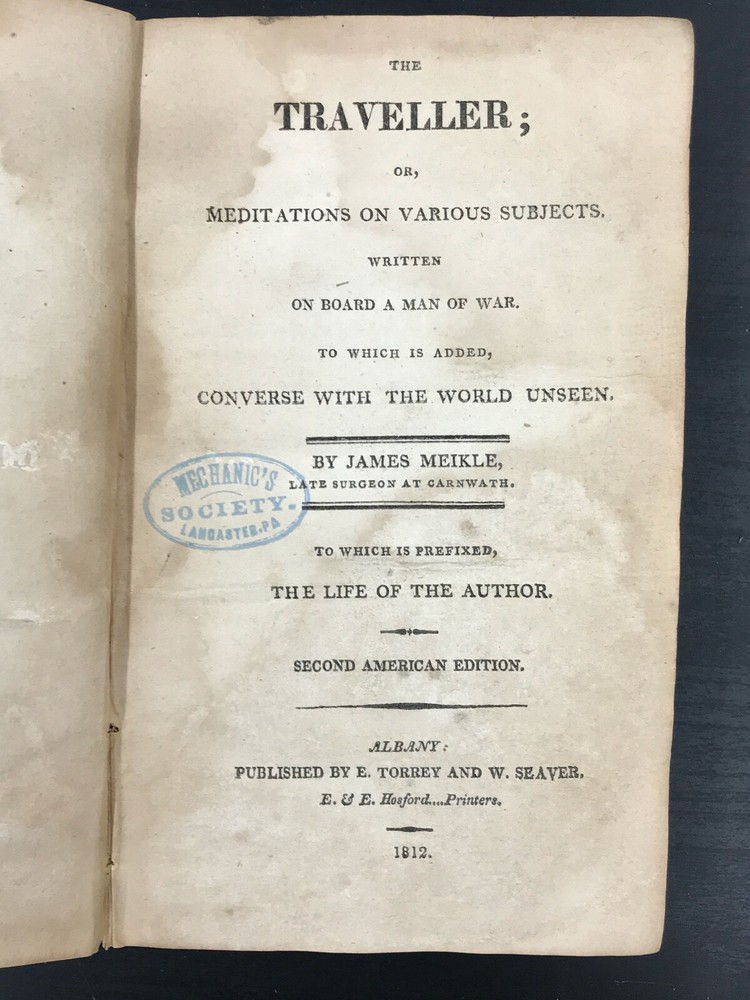 THE
TRAVELLER;
OR,
MEDITATIONS ON VARIOUS SUBJECTS.
WRITTEN
ON BOARD A MAN OF WAR.
TO WHICH IS ADDED,
CONVERSE WITH THE WORLD UNSEEN.
BY JAMES MEIKLE,
LATE SURGEON AT CARNWATH.
MECHANIC'S
SOCIETY.
LANCASTER, PA
TO WHICH IS PREFIXED,
THE LIFE OF THE AUTHOR.
SECOND AMERICAN EDITION.
ALBANY:
PUBLISHED BY E. TORREY AND W. SEAVER.
E. & E. Hosford....Printers.
1812.